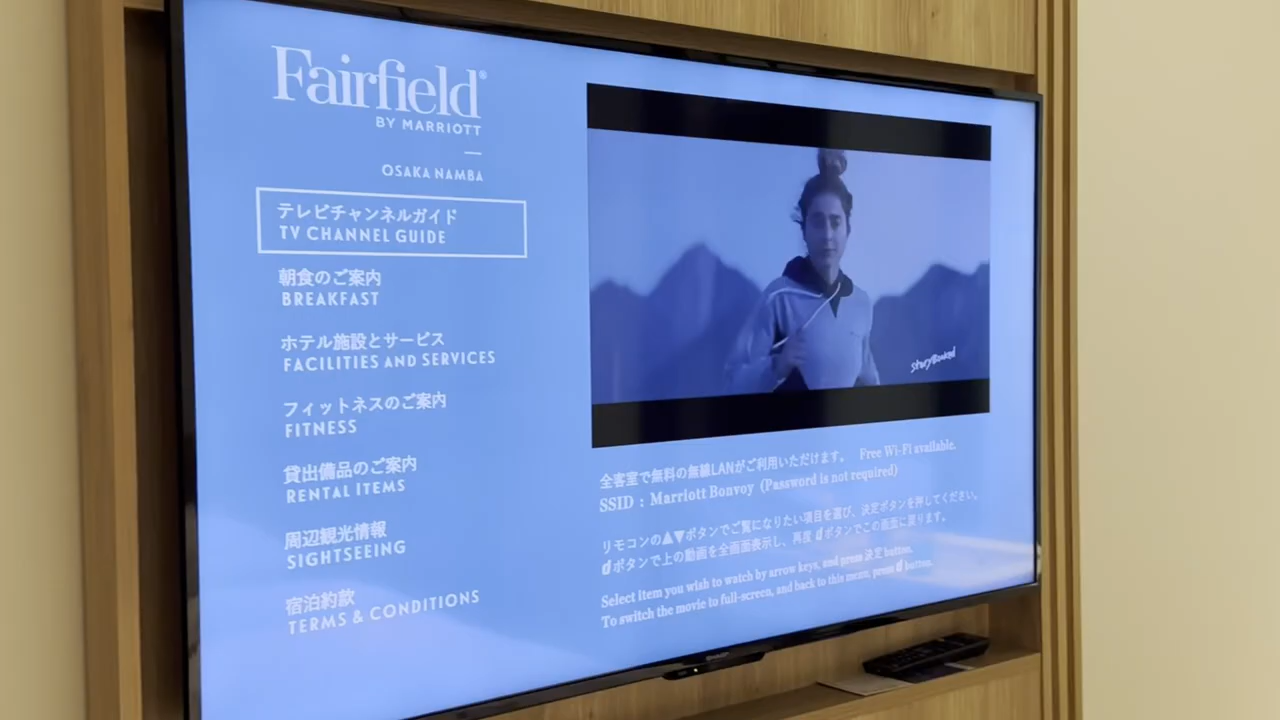 Fairfield®
BY MARRIOTT
OSAKA NAMBA
テレビチャンネルガイド
TV CHANNEL GUIDE
朝食のご案内
BREAKFAST
ホテル施設とサービス
FACILITIES AND SERVICES
フィットネスのご案内
FITNESS
貸出備品のご案内
RENTAL ITEMS
周辺観光情報
SIGHTSEEING
宿泊約款
TERMS & CONDITIONS
StoryBooked
全客室で無料の無線LANがご利用いただけます。 Free Wi-Fi available.
SSID : Marriott Bonvoy (Password is not required)
リモコンの▲▼ボタンでご覧になりたい項目を選び、決定ボタンを押してください。
dボタンで上の動画を全画面表示し、再度 dボタンでこの画面に戻ります。
Select item you wish to watch by arrow keys, and press 決定 button.
To switch the movie to full-screen, and back to this menu, press d button.